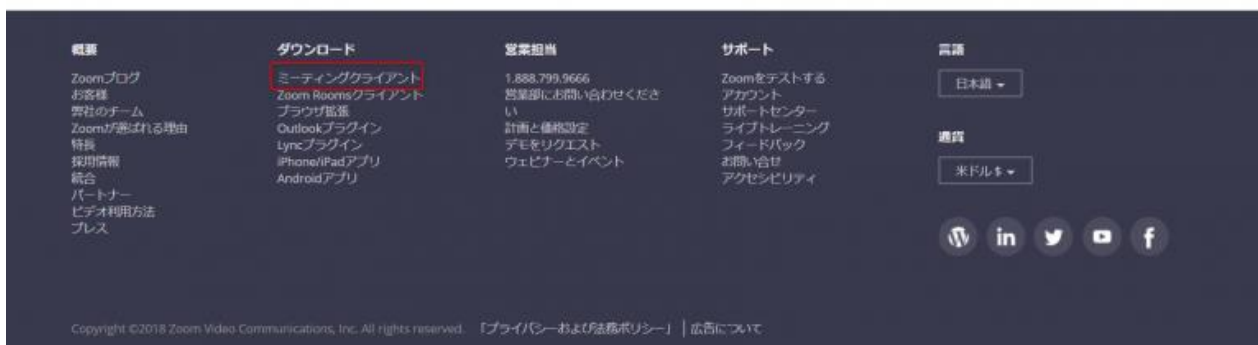 概要
Zoomブログ
お客様
弊社のチーム
Zoomが選ばれる理由
特長
採用情報
統合
パートナー
ビデオ利用方法
プレス
ダウンロード
ミーティングクライアント
Zoom Roomsクライアント
ブラウザ拡張
Outlookプラグイン
Lyncプラグイン
iPhone/iPadアプリ
Androidアプリ
営業担当
1.888.799.9666
営業部にお問い合わせくださ
い
計画と価格設定
デモをリクエスト
ウェビナーとイベント
サポート
Zoomをテストする
アカウント
サポートセンター
ライブトレーニング
フィードバック
お問い合せ
アクセシビリティ
言語
日本語
通貨
米ドル $
in
f
Copyright ©2018 Zoom Video Communications, Inc. All rights reserved. 「プライバシーおよび法務ポリシー」 | 広告について